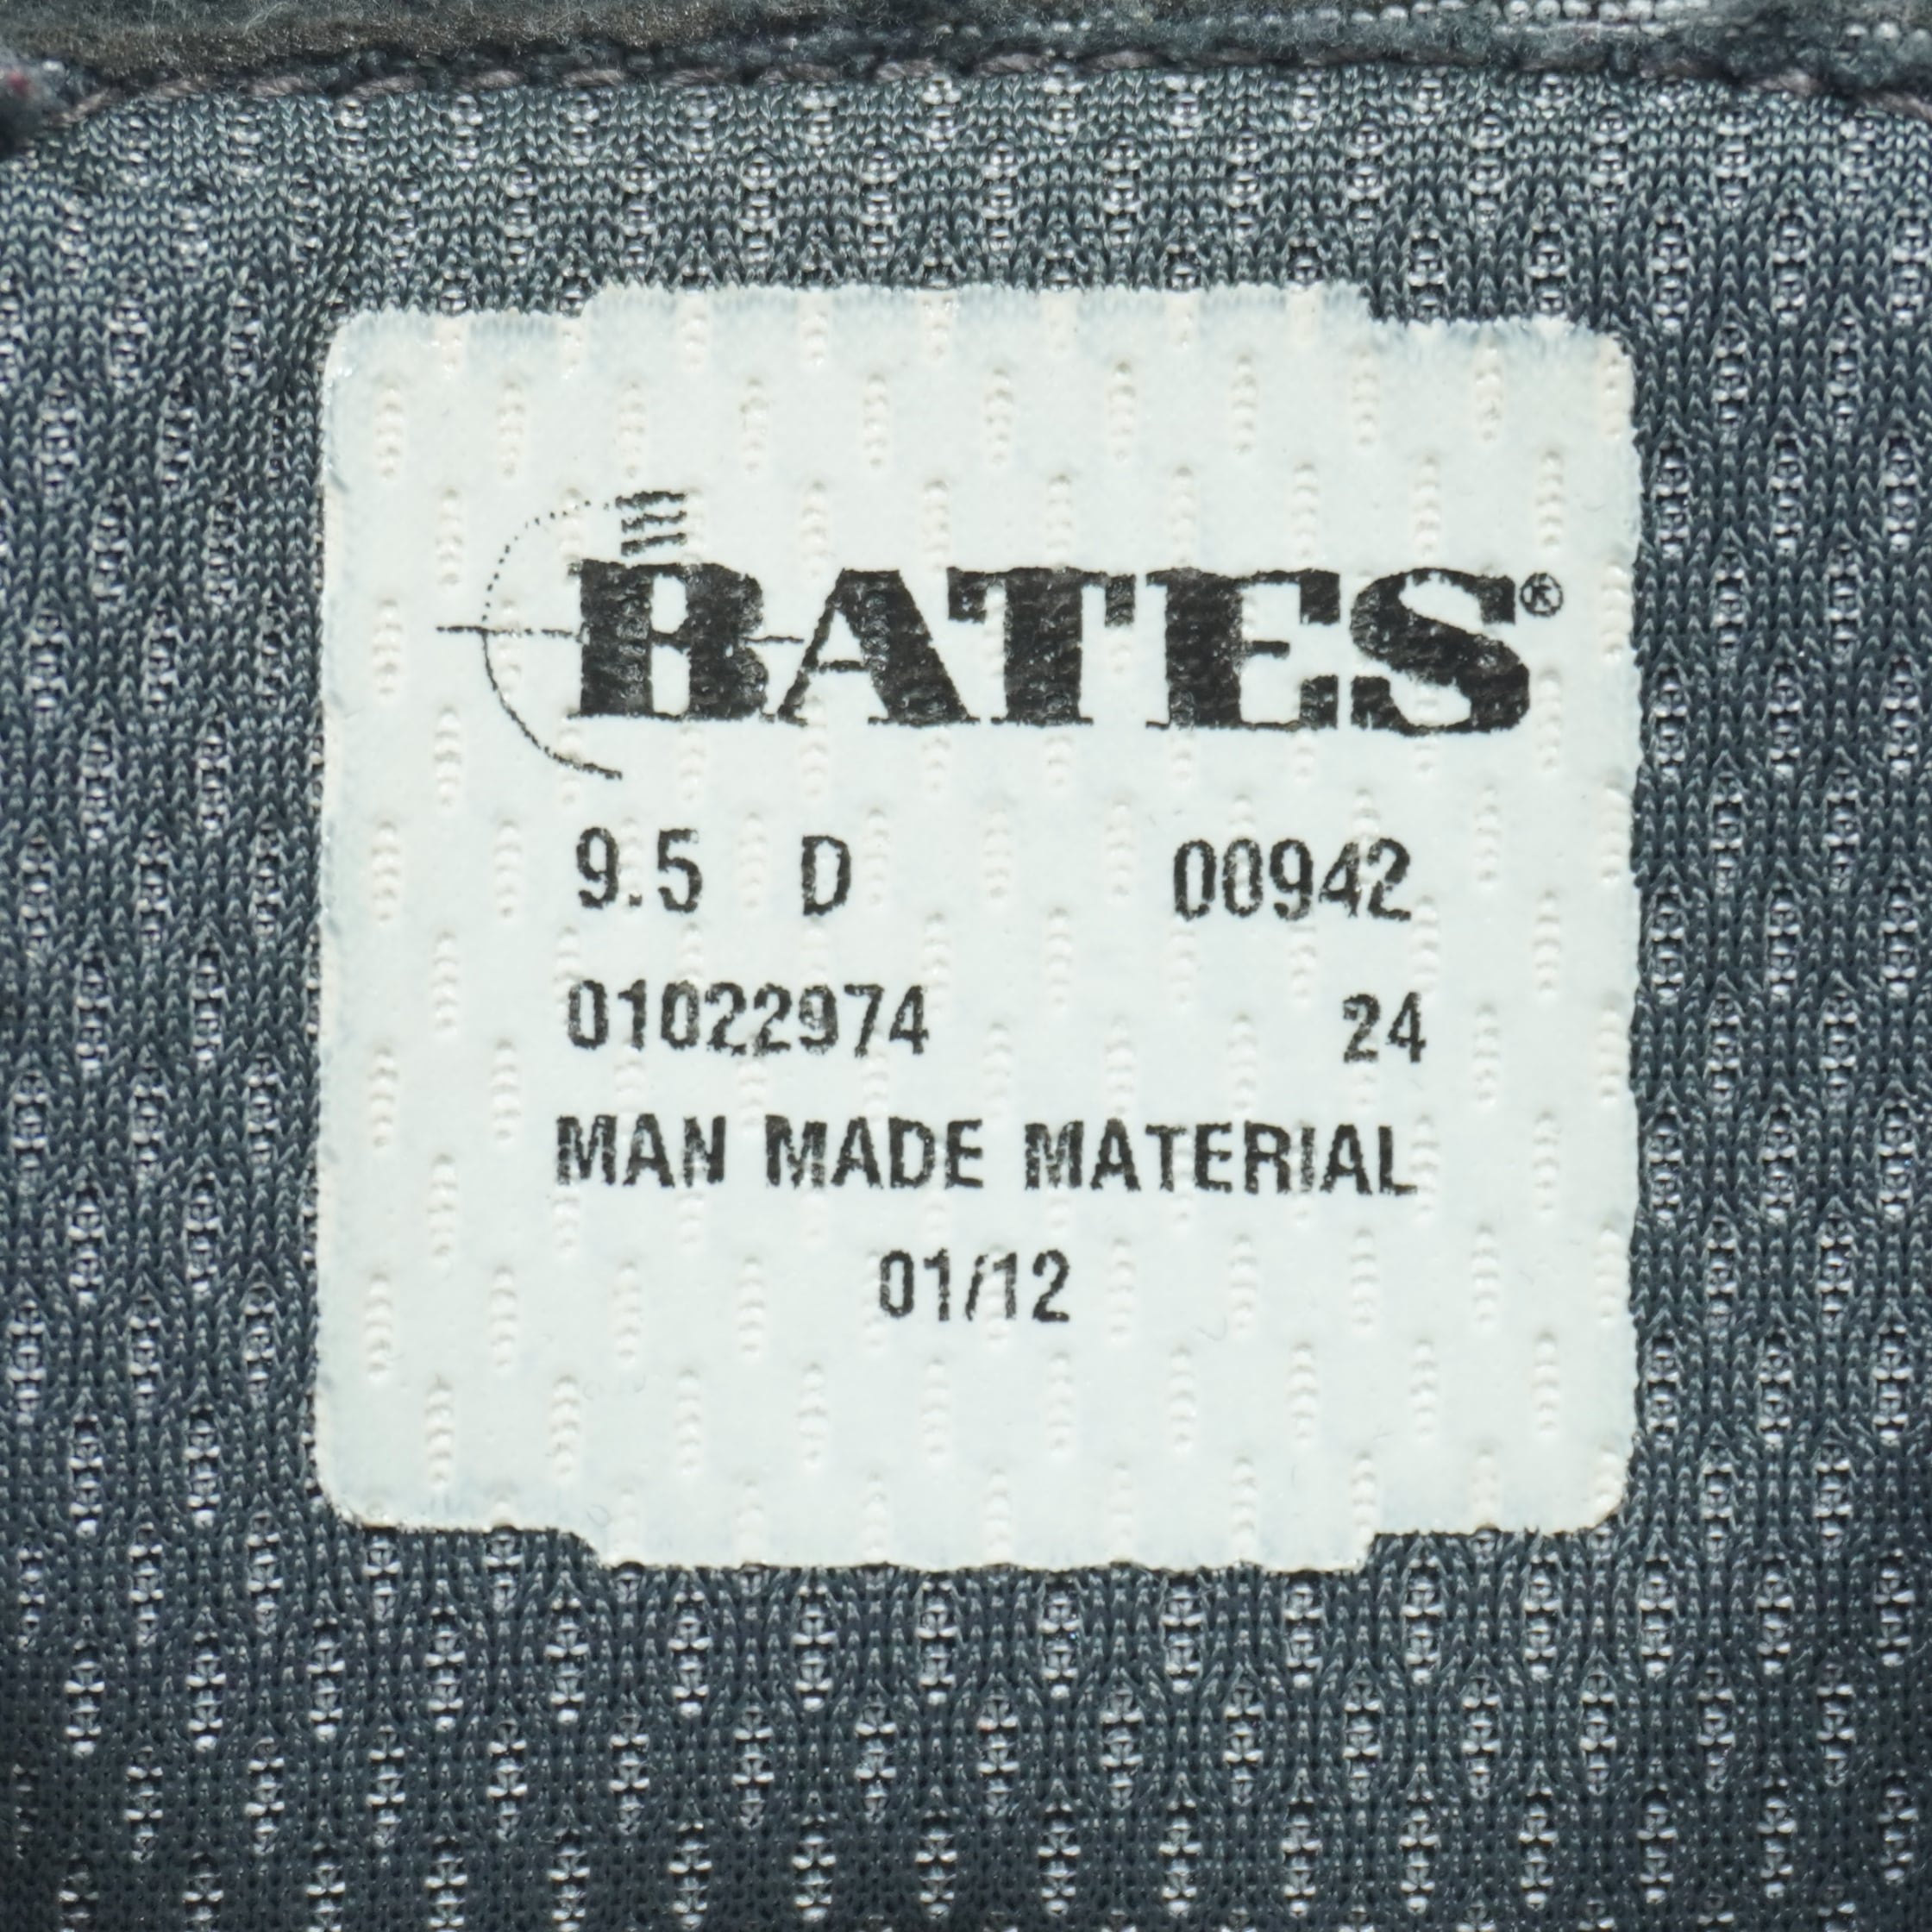 BATES®
9.5 D 00942
01022974 24
MAN MADE MATERIAL
01/12